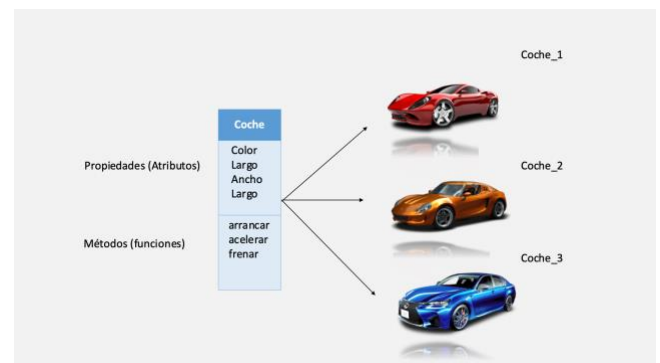 Coche_1
Coche
Color
Propiedades (Atributos)
Largo
Ancho
Largo
Coche_2
Métodos (funciones)
arrancar
acelerar
frenar
Coche_3